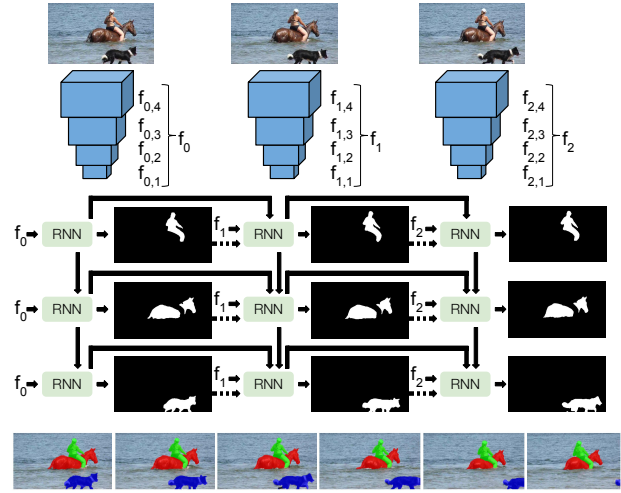 f0,4 f1,4 f2,4
f0,3 f1,3 f2,3
f0 f1 f2
f0,2 f1,2 f2,2
f0,1 f1,1 f2,1
f0 RNN f1 RNN f2 RNN
f0 RNN f1 RNN f2 RNN
f0 RNN f1 RNN f2 RNN